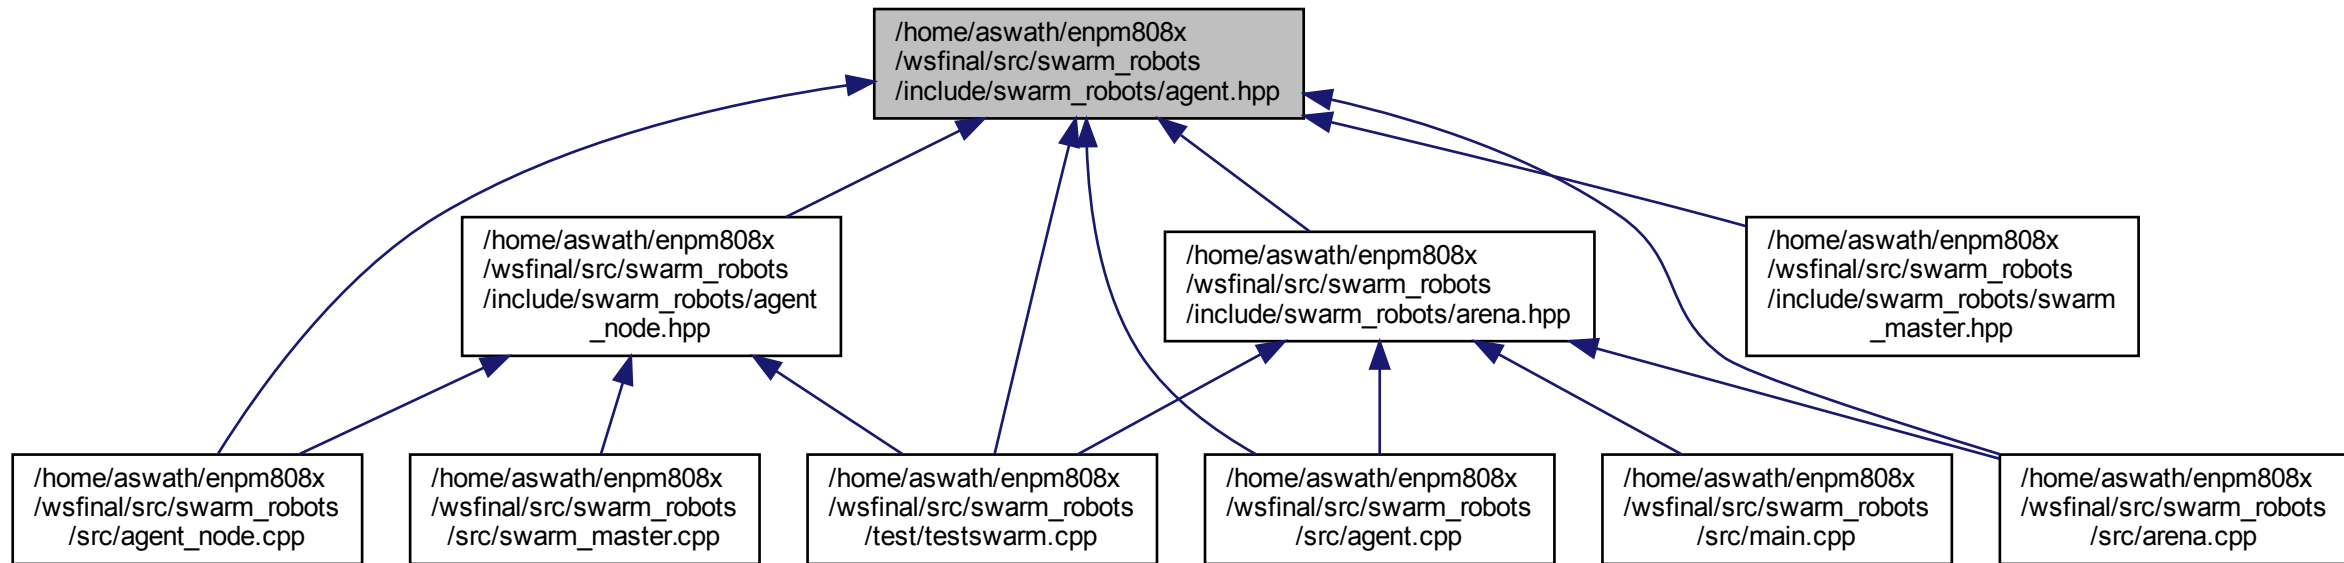 /home/aswath/enpm808x
/wsfinal/src/swarm_robots
/include/swarm_robots/agent.hpp
/home/aswath/enpm808x
/wsfinal/src/swarm_robots
/include/swarm_robots/agent
_node.hpp
/home/aswath/enpm808x
/wsfinal/src/swarm_robots
/include/swarm_robots/arena.hpp
/home/aswath/enpm808x
/wsfinal/src/swarm_robots
/include/swarm_robots/swarm
_master.hpp
/home/aswath/enpm808x
/wsfinal/src/swarm_robots
/src/agent_node.cpp
/home/aswath/enpm808x
/wsfinal/src/swarm_robots
/src/swarm_master.cpp
/home/aswath/enpm808x
/wsfinal/src/swarm_robots
/test/testswarm.cpp
/home/aswath/enpm808x
/wsfinal/src/swarm_robots
/src/agent.cpp
/home/aswath/enpm808x
/wsfinal/src/swarm_robots
/src/main.cpp
/home/aswath/enpm808x
/wsfinal/src/swarm_robots
/src/arena.cpp